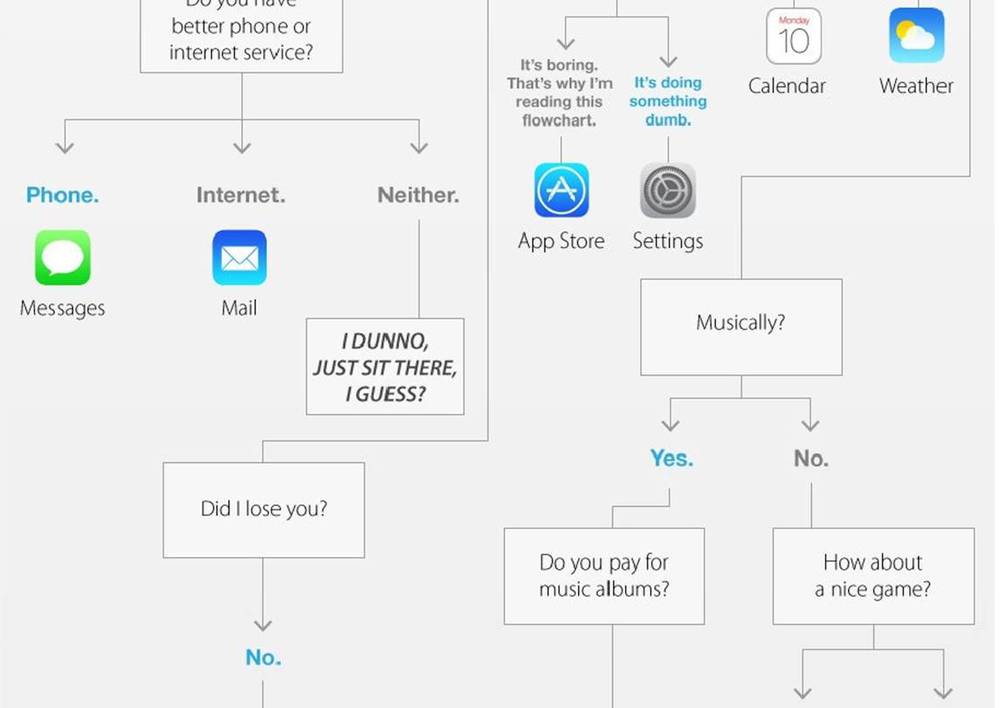 Do you have
better phone or
internet service?
Phone.
Internet.
Neither.
Messages
Mail
I DUNNO,
JUST SIT THERE,
I GUESS?
Did I lose you?
No.
It's boring.
That's why I'm
reading this
flowchart.
It's doing
something
dumb.
App Store
Settings
Monday
10
Calendar
Weather
Musically?
Yes.
No.
Do you pay for
music albums?
How about
a nice game?